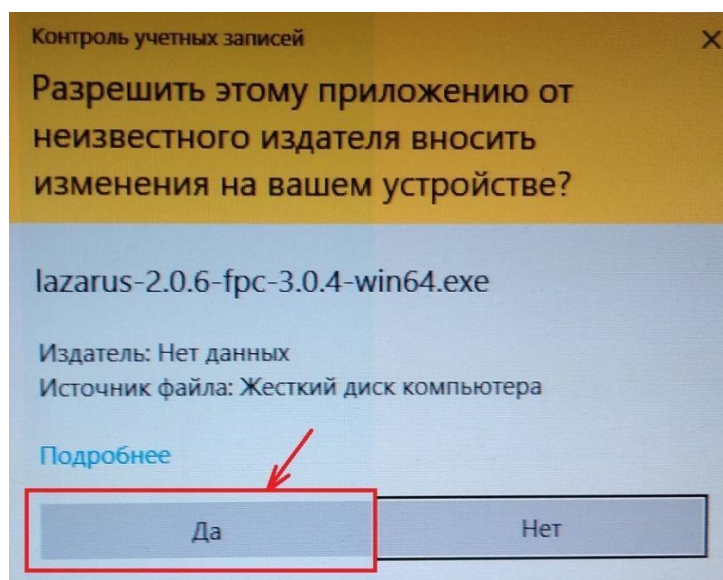 Контроль учетных записей
Разрешить этому приложению от
неизвестного издателя вносить
изменения на вашем устройстве?
lazarus-2.0.6-fpc-3.0.4-win64.exe
Издатель: Нет данных
Источник файла: Жесткий диск компьютера
Подробнее
Да
Нет